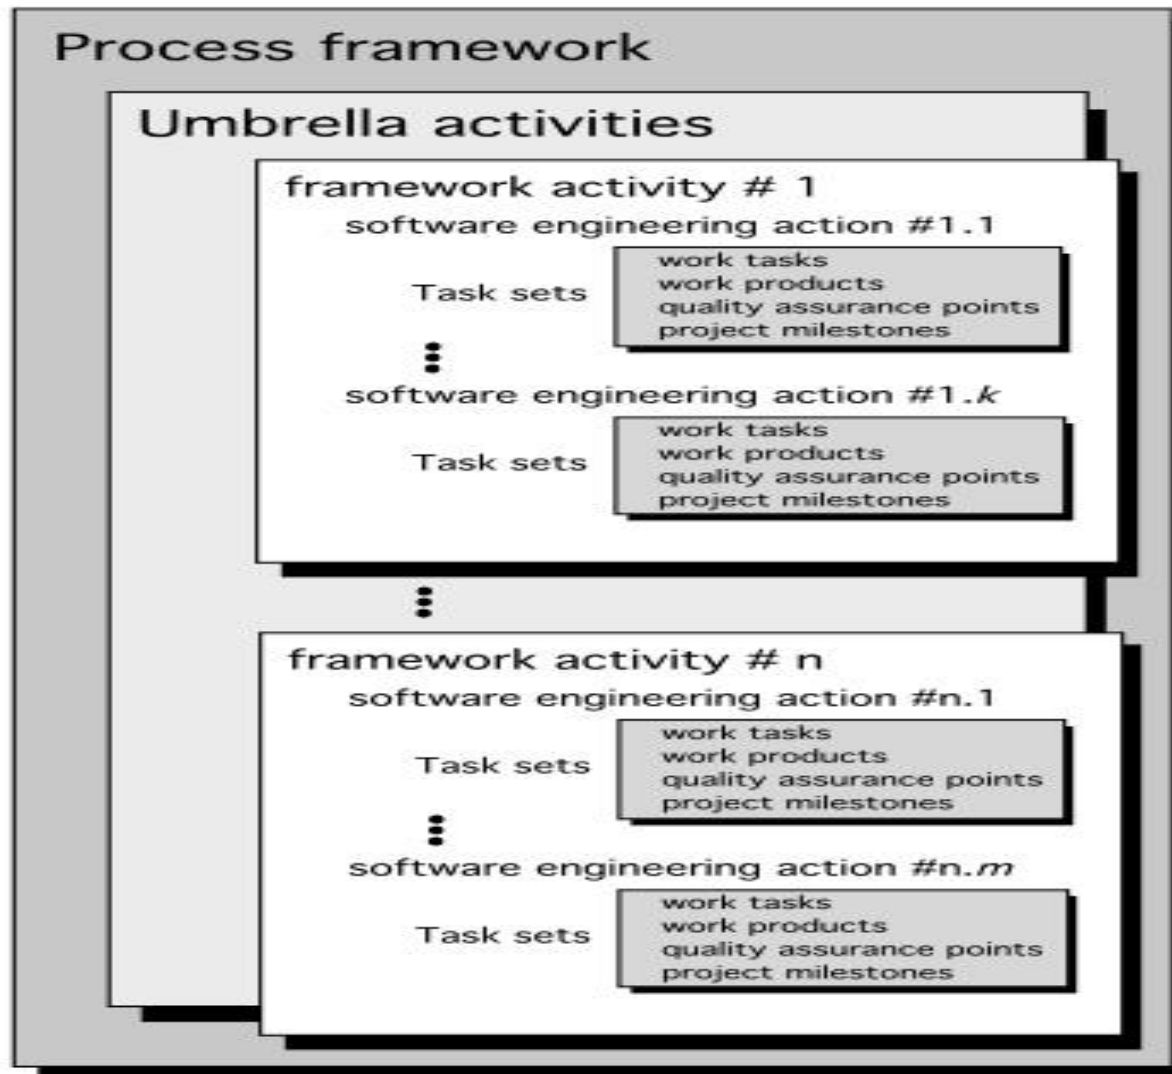 Process framework
Umbrella activities
framework activity # 1
software engineering action #1.1
Task sets
work tasks
work products
quality assurance points
project milestones
software engineering action #1.k
Task sets
work tasks
work products
quality assurance points
project milestones
framework activity # n
software engineering action #n.1
Task sets
work tasks
work products
quality assurance points
project milestones
software engineering action #n.m
Task sets
work tasks
work products
quality assurance points
project milestones